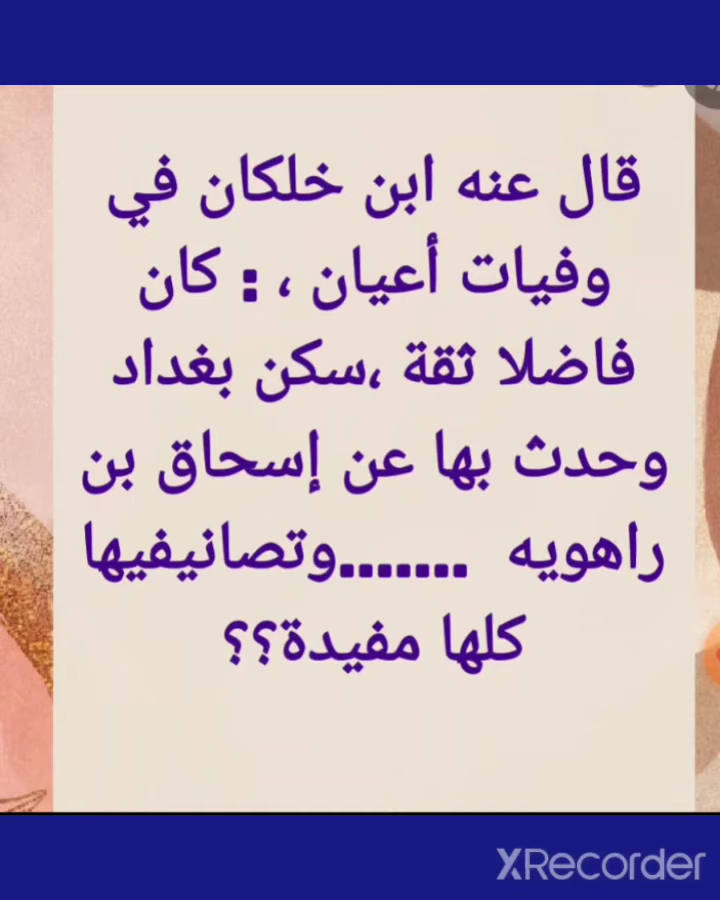 قال عنه ابن خلكان في
وفيات أعيان ، : كان
فاضلا ثقة ،سكن بغداد
وحدث بها عن إسحاق بن
راهويه .......وتصانيفيها
كلها مفيدة؟؟
XRecorder